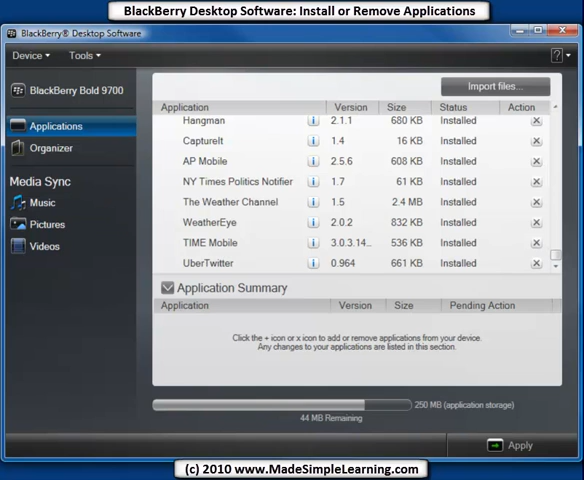 BlackBerry Desktop Software: Install or Remove Applications
BlackBerry® Desktop Software
Device Tools ?
BlackBerry Bold 9700
Applications
Organizer
Media Sync
Music
Pictures
Videos
Import files...
Application Version Size Status Action
Hangman i 2.1.1 680 KB Installed
CaptureIt i 1.4 16 KB Installed
AP Mobile i 2.5.6 608 KB Installed
NY Times Politics Notifier i 1.7 61 KB Installed
The Weather Channel i 1.5 2.4 MB Installed
WeatherEye i 2.0.2 832 KB Installed
TIME Mobile i 3.0.3.14... 536 KB Installed
UberTwitter i 0.964 661 KB Installed
Application Summary
Application Version Size Pending Action
Click the + icon or x icon to add or remove applications from your device.
Any changes to your applications are listed in this section.
250 MB (application storage)
44 MB Remaining
Apply
(c) 2010 www.MadeSimpleLearning.com